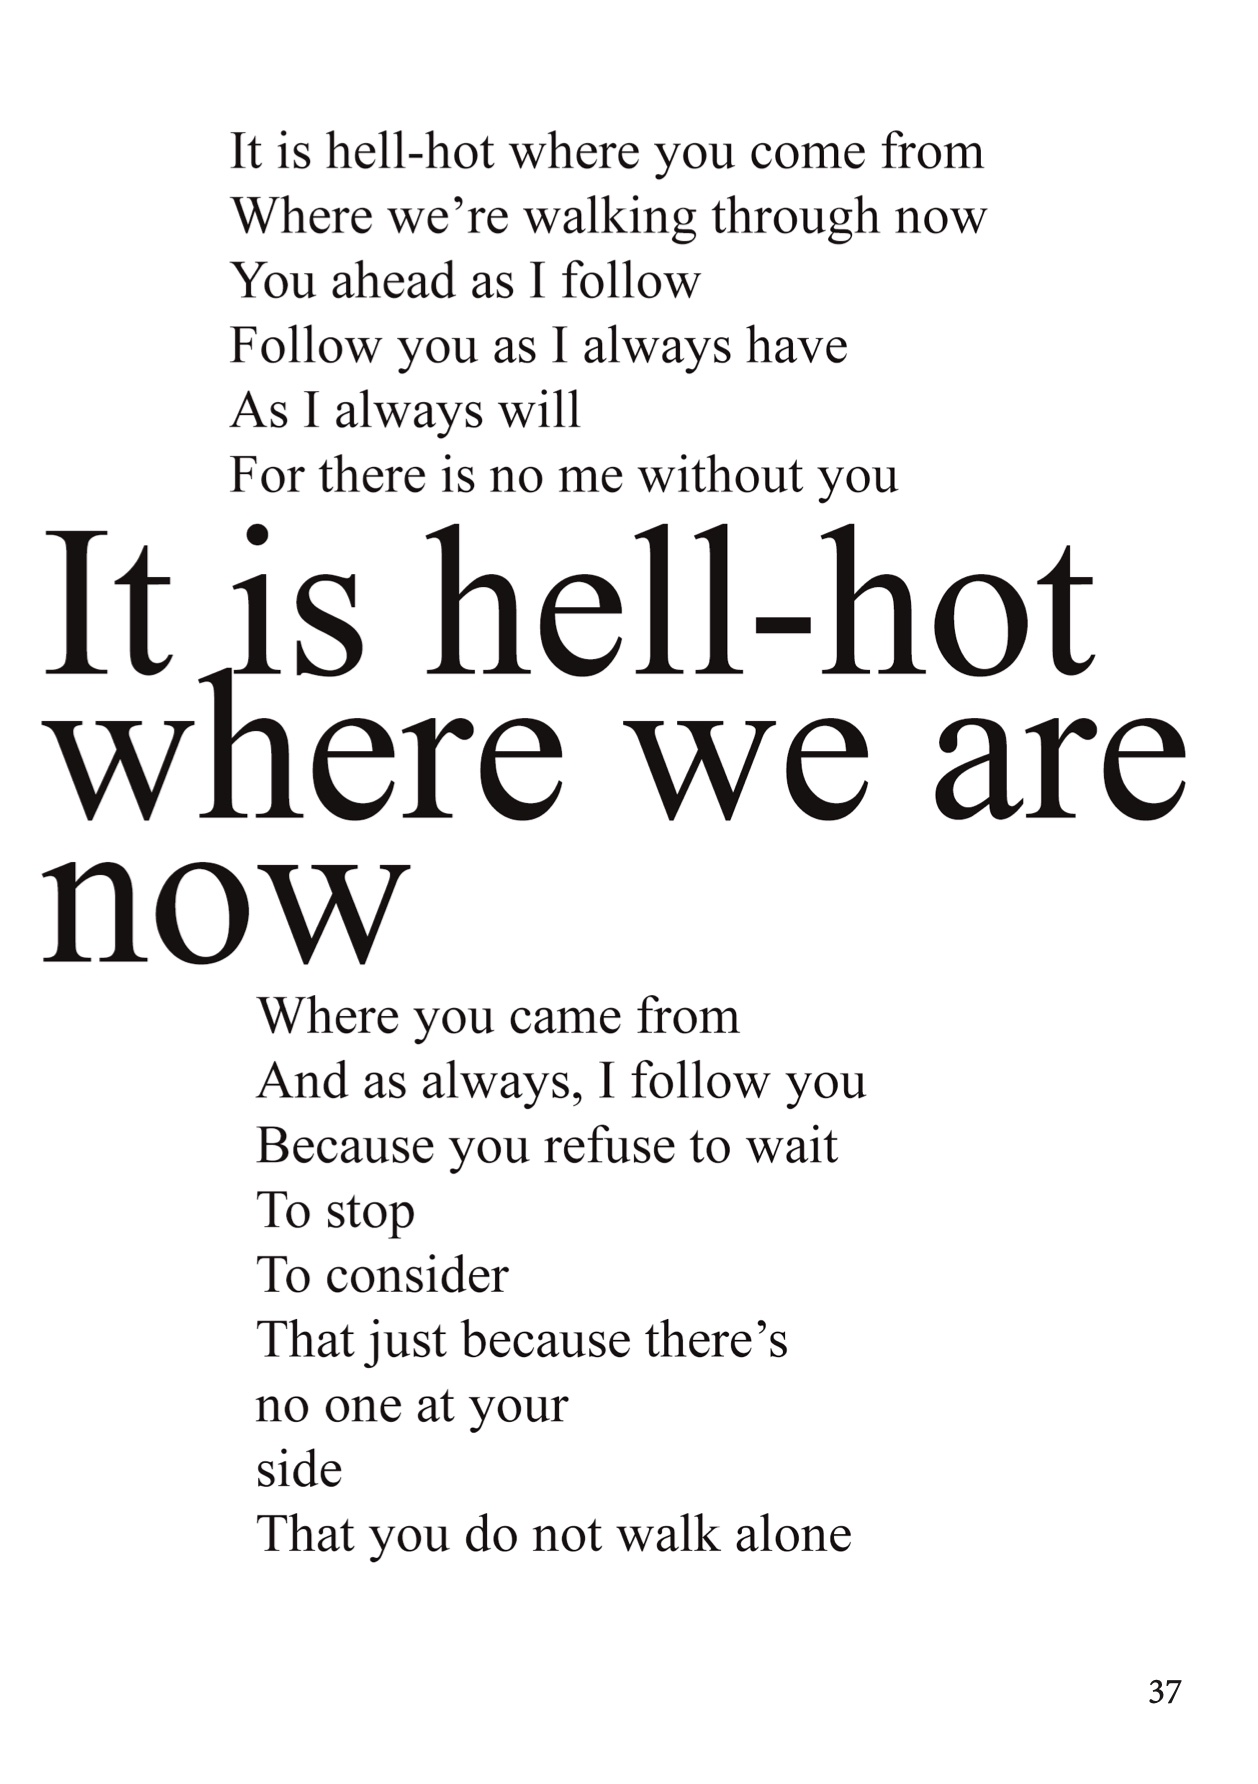 It is hell-hot where you come from
Where we’re walking through now
You ahead as I follow
Follow you as I always have
As I always will
For there is no me without you
It is hell-hot
where we are
now
Where you came from
And as always, I follow you
Because you refuse to wait
To stop
To consider
That just because there’s
no one at your
side
That you do not walk alone
37